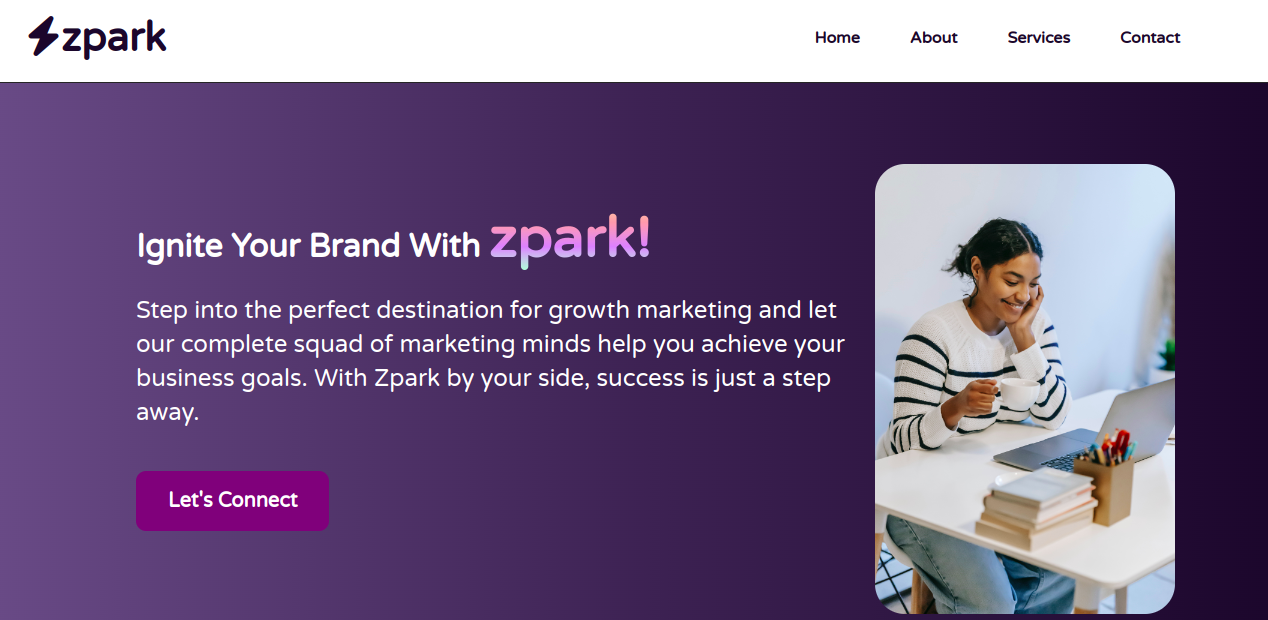 zpark
Home About Services Contact
Ignite Your Brand With zpark!
Step into the perfect destination for growth marketing and let
our complete squad of marketing minds help you achieve your
business goals. With Zpark by your side, success is just a step
away.
Let's Connect